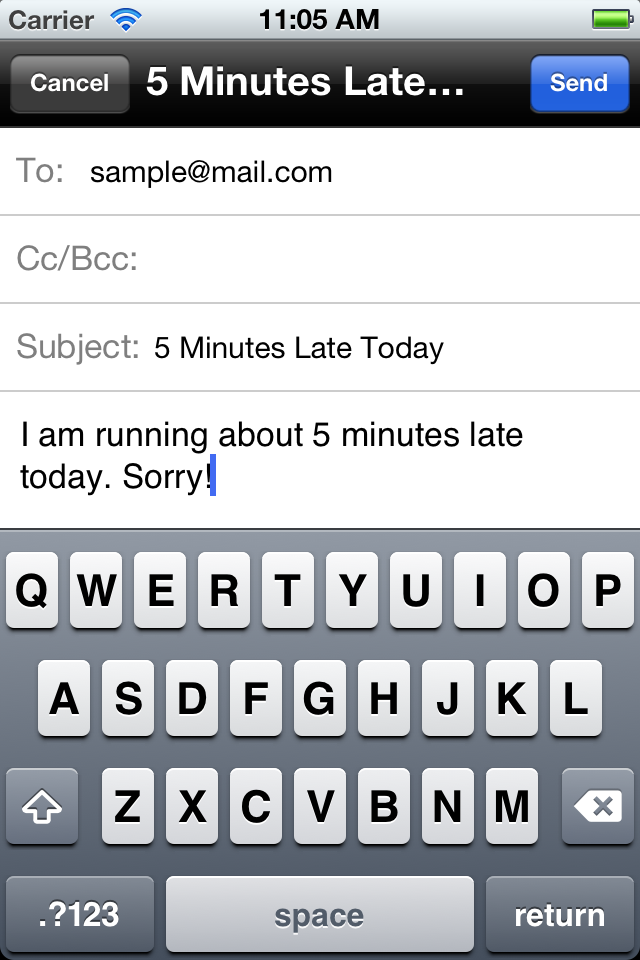 Carrier 11:05 AM
Cancel 5 Minutes Late... Send
To: sample@mail.com
Cc/Bcc:
Subject: 5 Minutes Late Today
I am running about 5 minutes late
today. Sorry!
Q W E R T Y U I O P
A S D F G H J K L
Z X C V B N M
.?123 space return